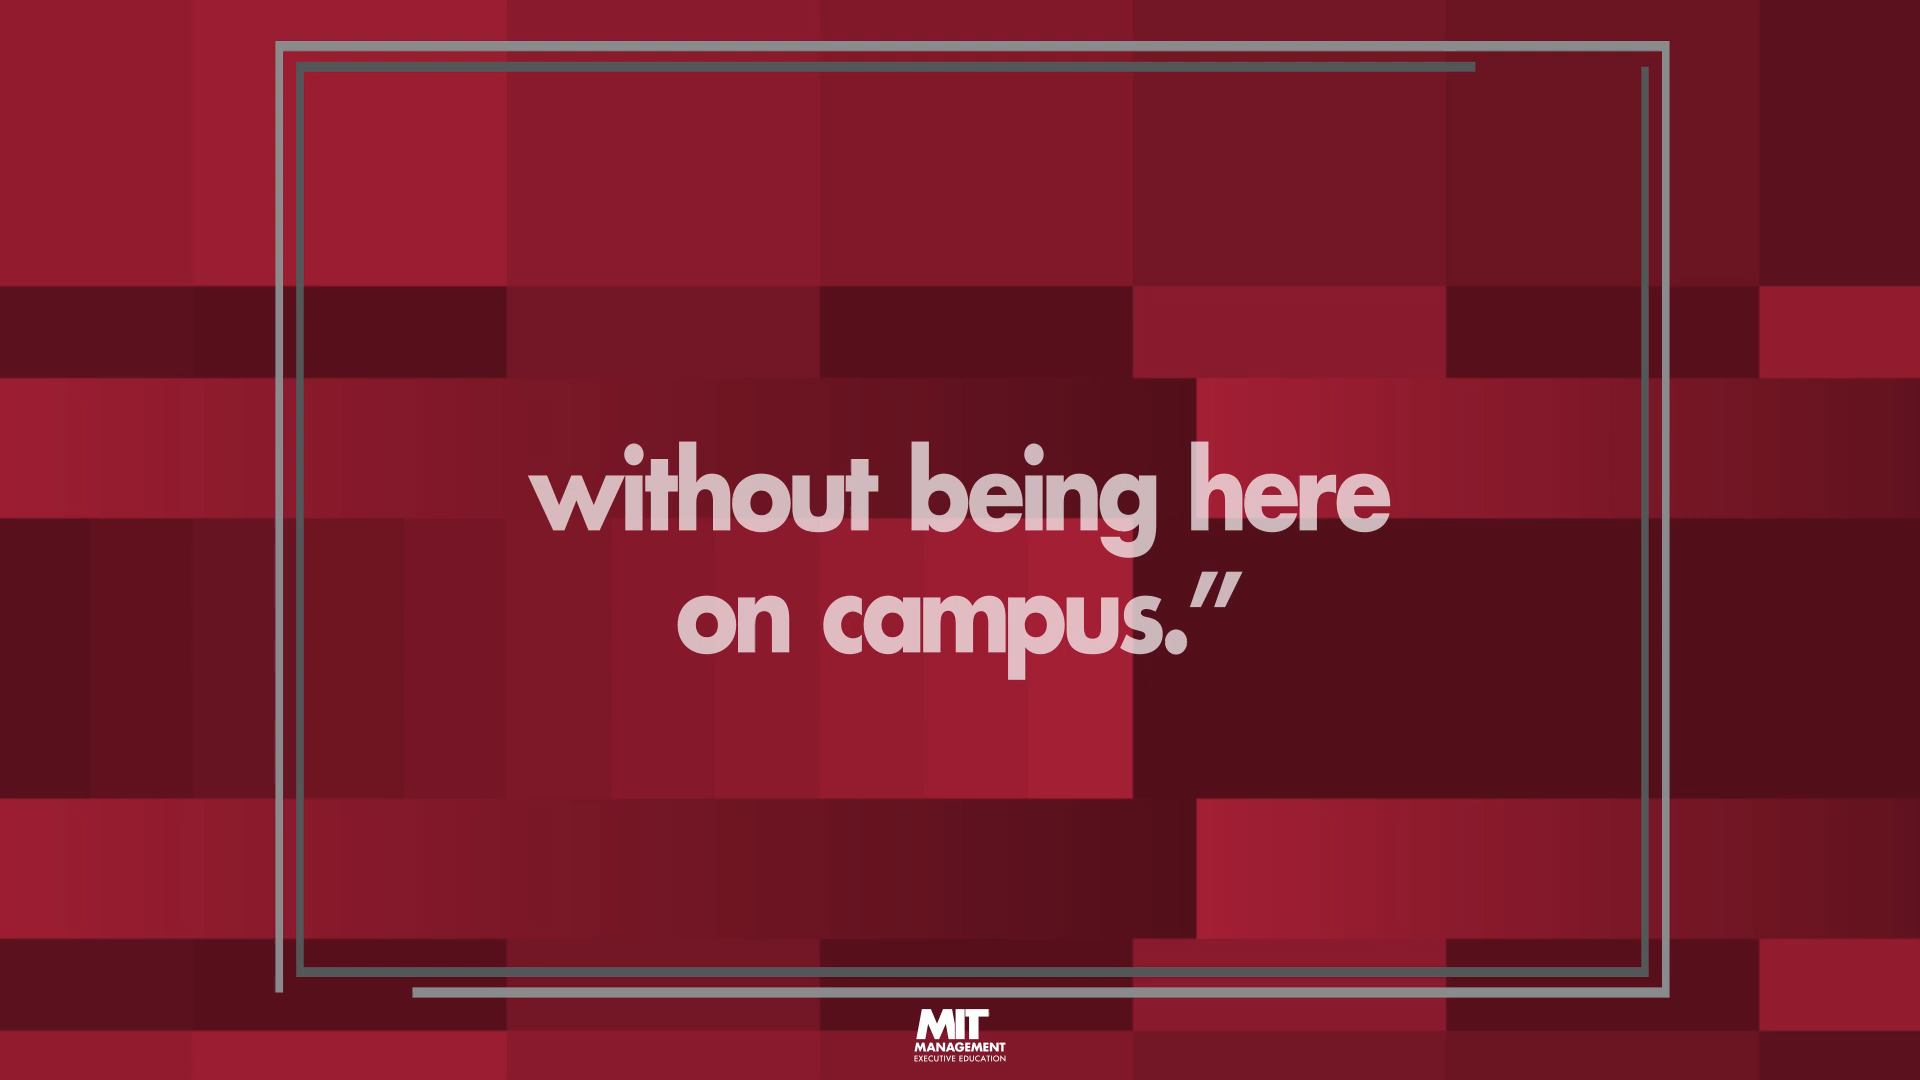 without being here
on campus.”
MIT
MANAGEMENT
EXECUTIVE EDUCATION